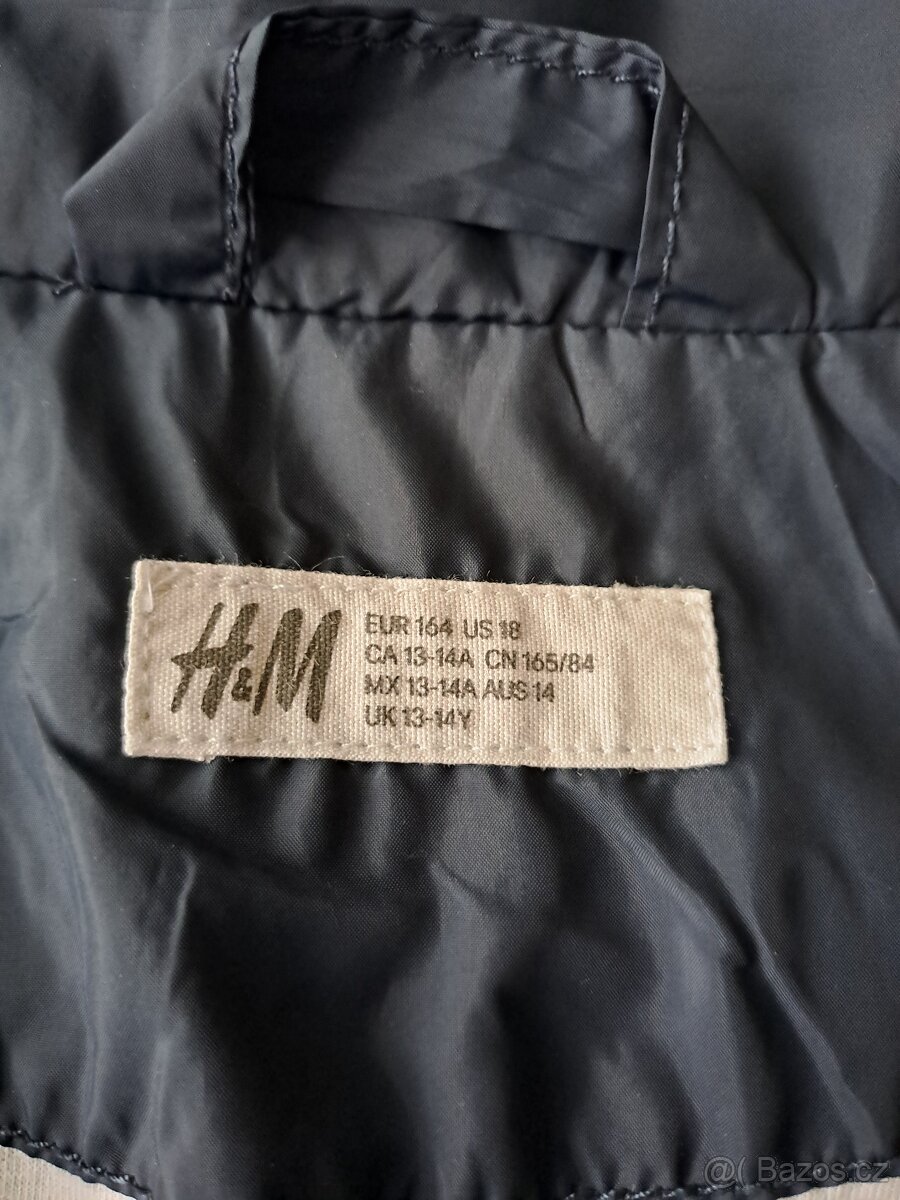 H&M
EUR 164 US 18
CA 13-14A CN 165/84
MX 13-14A AUS 14
UK 13-14Y
@( Bazos.cz